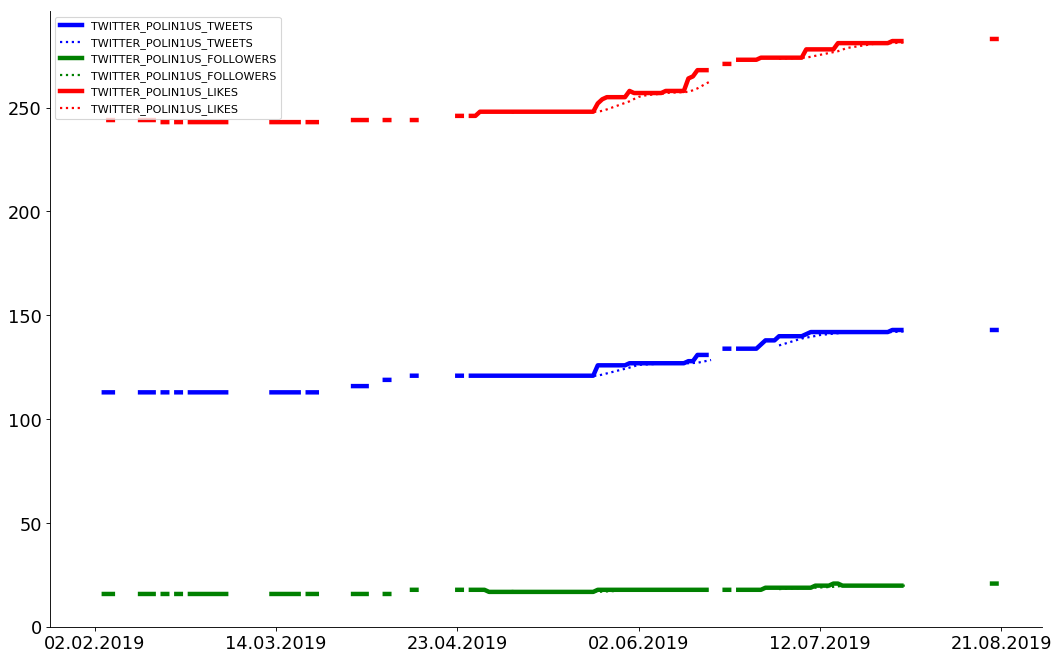 TWITTER_POLIN1US_TWEETS
TWITTER_POLIN1US_TWEETS
TWITTER_POLIN1US_FOLLOWERS
TWITTER_POLIN1US_FOLLOWERS
TWITTER_POLIN1US_LIKES
TWITTER_POLIN1US_LIKES
250
200
150
100
50
0
02.02.2019 14.03.2019 23.04.2019 02.06.2019 12.07.2019 21.08.2019